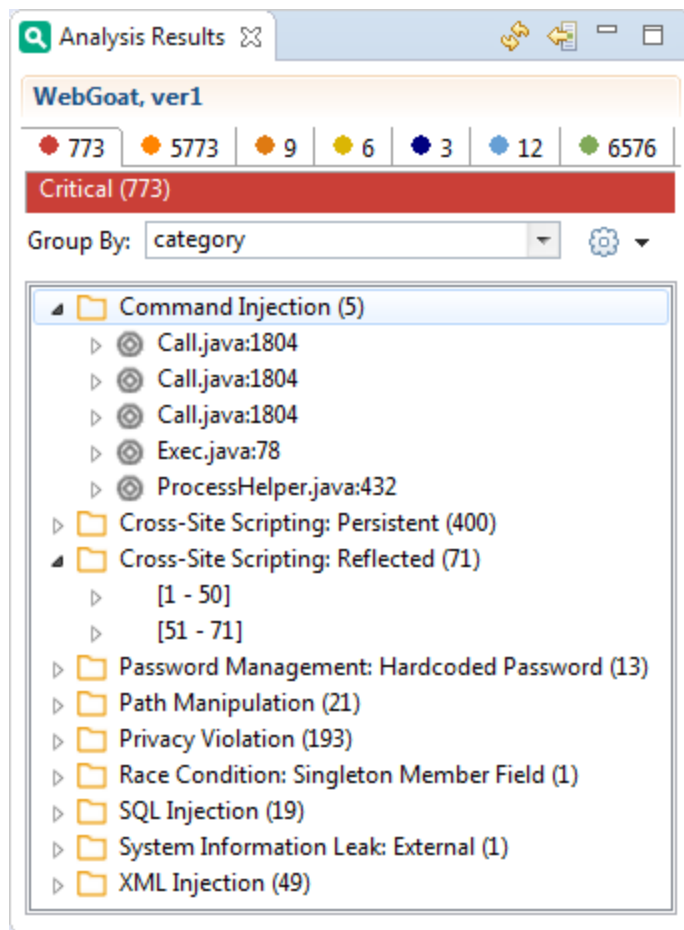 Analysis Results
WebGoat, ver1
773 5773 9 6 3 12 6576
Critical (773)
Group By: category
Command Injection (5)
Call.java:1804
Call.java:1804
Call.java:1804
Exec.java:78
ProcessHelper.java:432
Cross-Site Scripting: Persistent (400)
Cross-Site Scripting: Reflected (71)
[1 - 50]
[51 - 71]
Password Management: Hardcoded Password (13)
Path Manipulation (21)
Privacy Violation (193)
Race Condition: Singleton Member Field (1)
SQL Injection (19)
System Information Leak: External (1)
XML Injection (49)